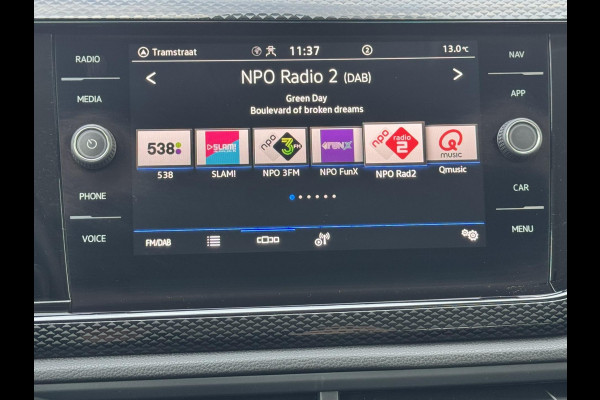 RADIO
MEDIA
PHONE
VOICE
Tramstraat 11:37 2 13.0°C
NPO Radio 2 (DAB)
Green Day
Boulevard of broken dreams
538 SLAM! npo 3FM FUNX npo radio 2 Q music
538 SLAM! NPO 3FM NPO FunX NPO Rad2 Qmusic
FM/DAB
NAV
APP
CAR
MENU